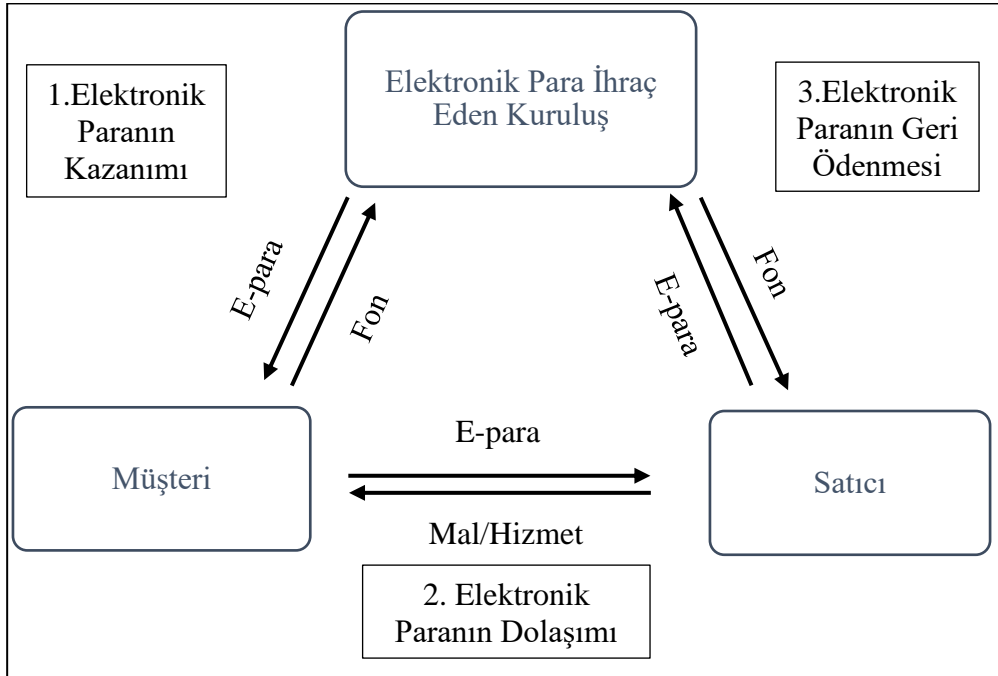 1.Elektronik
Paranın
Kazanımı
Elektronik Para İhraç
Eden Kuruluş
3.Elektronik
Paranın Geri
Ödenmesi
E-para
Fon
E-para
Fon
Müşteri
E-para
Mal/Hizmet
Satıcı
2. Elektronik
Paranın Dolaşımı